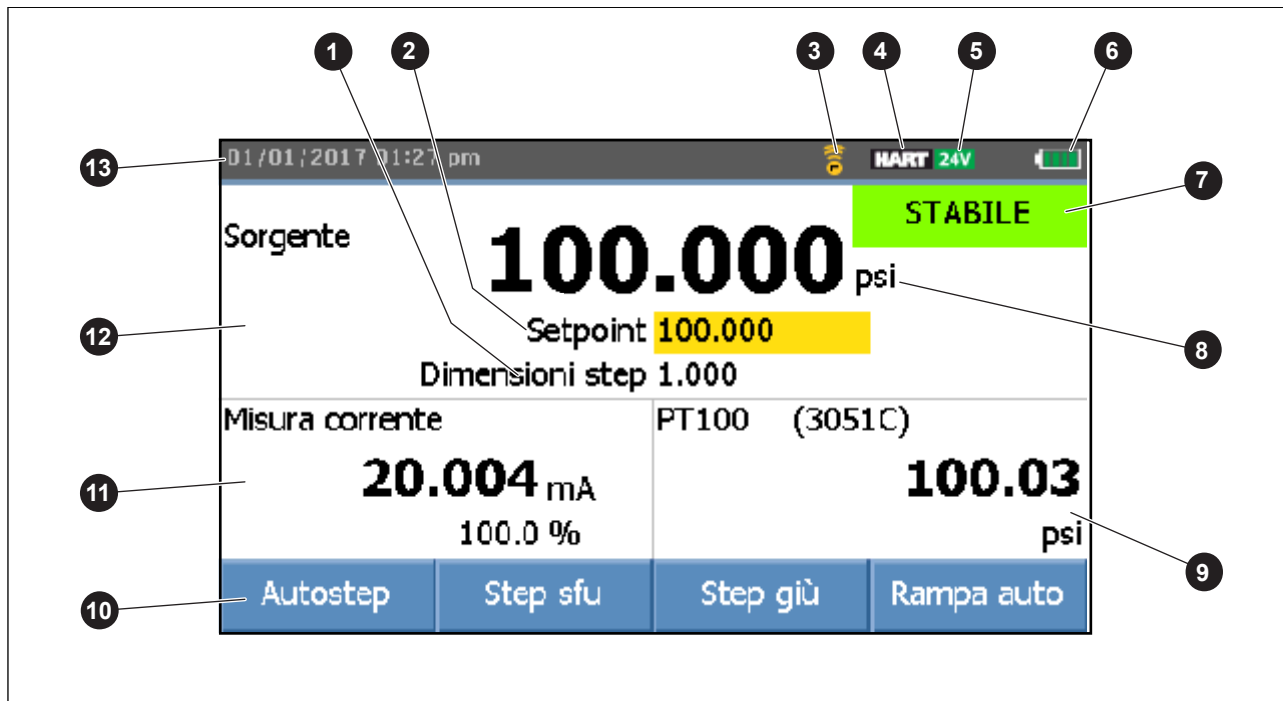 1 2 3 4 5 6
13 01/01/2017 01:27 pm HART 24V
7 STABILE
Sorgente 100.000 psi
8
12 Setpoint 100.000
Dimensioni step 1.000
Misura corrente PT100 (3051C)
11 20.004 mA 100.03
100.0 % psi
9
10 Autostep Step sfu Step giù Rampa auto